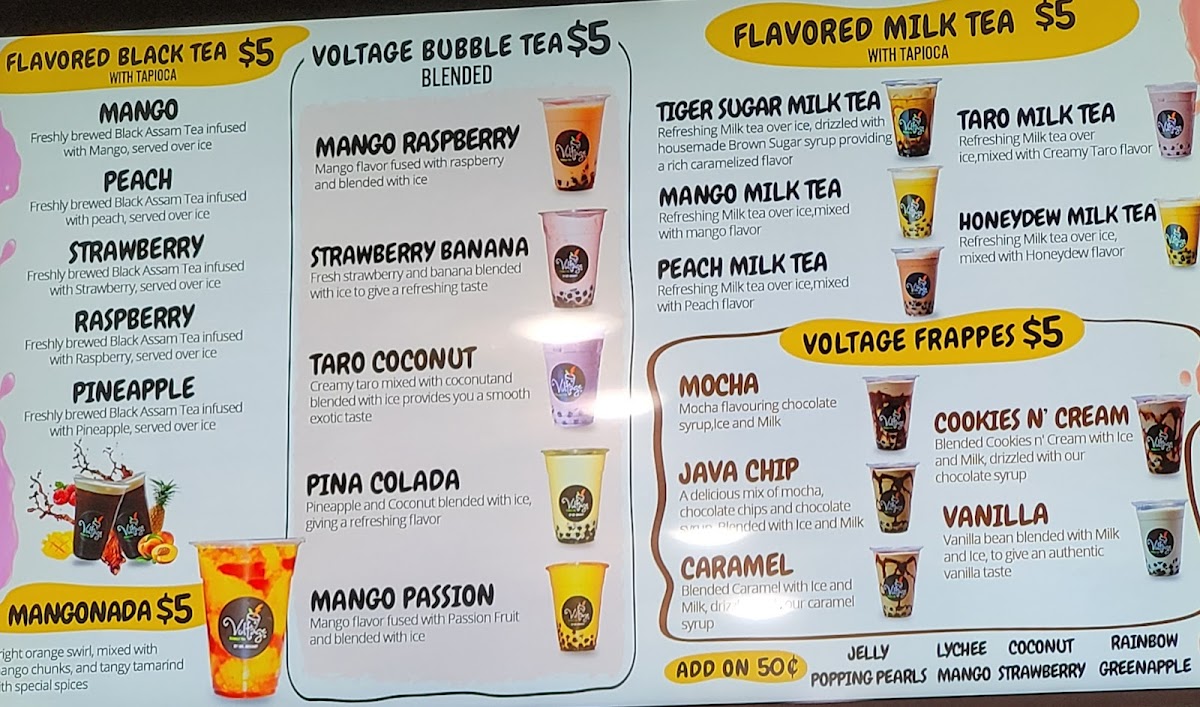 FLAVORED BLACK TEA $5
WITH TAPIOCA
MANGO
Freshly brewed Black Assam Tea infused
with Mango, served over ice
PEACH
Freshly brewed Black Assam Tea infused
with peach, served over ice
STRAWBERRY
Freshly brewed Black Assam Tea infused
with Strawberry, served over ice
RASPBERRY
Freshly brewed Black Assam Tea infused
with Raspberry, served over ice
PINEAPPLE
Freshly brewed Black Assam Tea infused
with Pineapple, served over ice
MANGONADA $5
right orange swirl, mixed with
ango chunks, and tangy tamarind
th special spices
VOLTAGE BUBBLE TEA $5
BLENDED
MANGO RASPBERRY
Mango flavor fused with raspberry
and blended with ice
STRAWBERRY BANANA
Fresh strawberry and banana blended
with ice to give a refreshing taste
TARO COCONUT
Creamy taro mixed with coconutand
blended with ice provides you a smooth
exotic taste
PINA COLADA
Pineapple and Coconut blended with ice,
giving a refreshing flavor
MANGO PASSION
Mango flavor fused with Passion Fruit
and blended with ice
FLAVORED MILK TEA $5
WITH TAPIOCA
TIGER SUGAR MILK TEA
Refreshing Milk tea over ice, drizzled with
housemade Brown Sugar syrup providing
a rich caramelized flavor
MANGO MILK TEA
Refreshing Milk tea over ice,mixed
with mango flavor
PEACH MILK TEA
Refreshing Milk tea over ice,mixed
with Peach flavor
TARO MILK TEA
Refreshing Milk tea over
ice,mixed with Creamy Taro flavor
HONEYDEW MILK TEA
Refreshing Milk tea over ice,
mixed with Honeydew flavor
VOLTAGE FRAPPES $5
MOCHA
Mocha flavouring chocolate
syrup,Ice and Milk
JAVA CHIP
A delicious mix of mocha,
chocolate chips and chocolate
syrup, Blended with Ice and Milk
CARAMEL
Blended Caramel with Ice and
Milk, our caramel
syrup
COOKIES N' CREAM
Blended Cookies n' Cream with Ice
and Milk, drizzled with our
chocolate syrup
VANILLA
Vanilla bean blended with Milk
and Ice, to give an authentic
vanilla taste
ADD ON 50¢
JELLY LYCHEE COCONUT RAINBOW
POPPING PEARLS MANGO STRAWBERRY GREENAPPLE